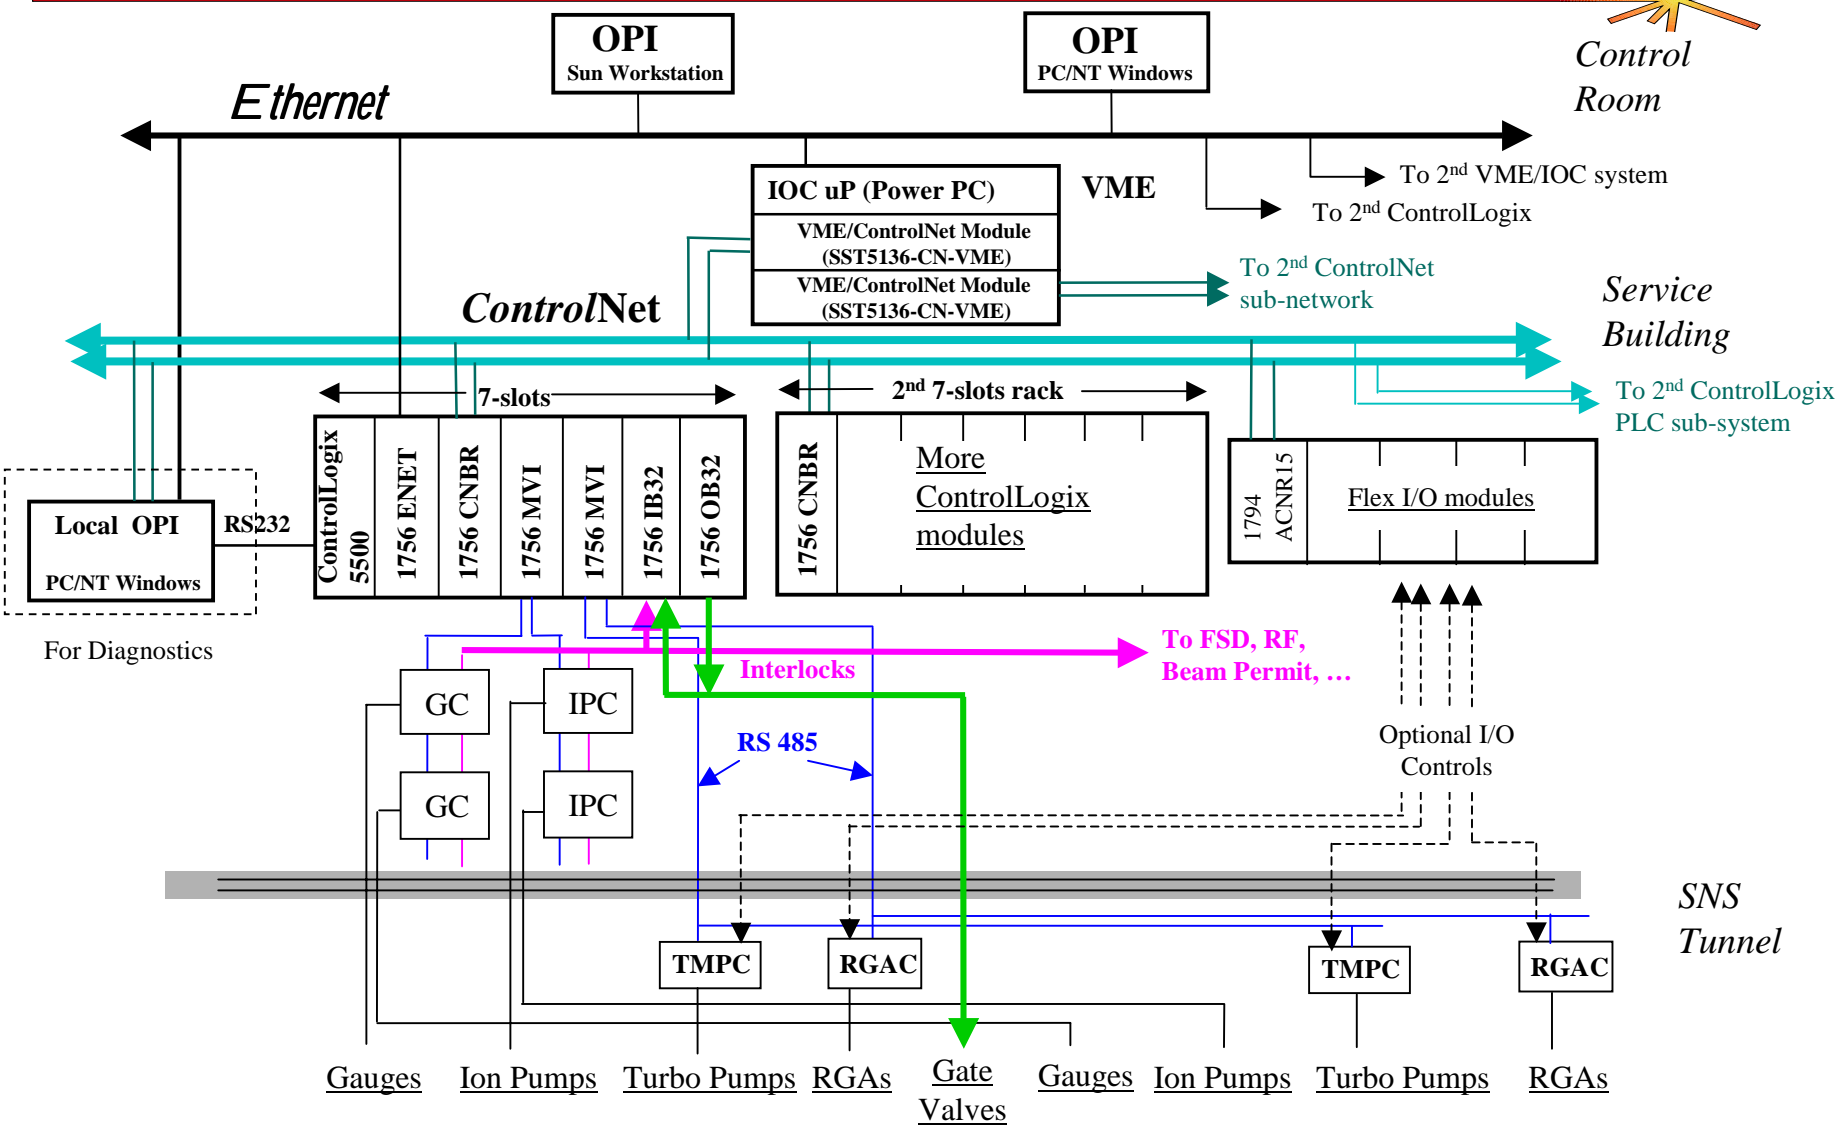 OPI
Sun Workstation
OPI
PC/NT Windows
Control
Room
Ethernet
IOC uP (Power PC)
VME
To 2nd VME/IOC system
To 2nd ControlLogix
VME/ControlNet Module
(SST5136-CN-VME)
VME/ControlNet Module
(SST5136-CN-VME)
To 2nd ControlNet
sub-network
ControlNet
Service
Building
7-slots
2nd 7-slots rack
To 2nd ControlLogix
PLC sub-system
Local OPI
PC/NT Windows
RS232
For Diagnostics
ControlLogix
5500
1756 ENET
1756 CNBR
1756 MVI
1756 MVI
1756 IB32
1756 OB32
1756 CNBR
More
ControlLogix
modules
1794
ACNR15
Flex I/O modules
Interlocks
To FSD, RF,
Beam Permit, …
GC
IPC
GC
IPC
RS 485
Optional I/O
Controls
SNS
Tunnel
TMPC
RGAC
TMPC
RGAC
Gauges
Ion Pumps
Turbo Pumps
RGAs
Gate
Valves
Gauges
Ion Pumps
Turbo Pumps
RGAs